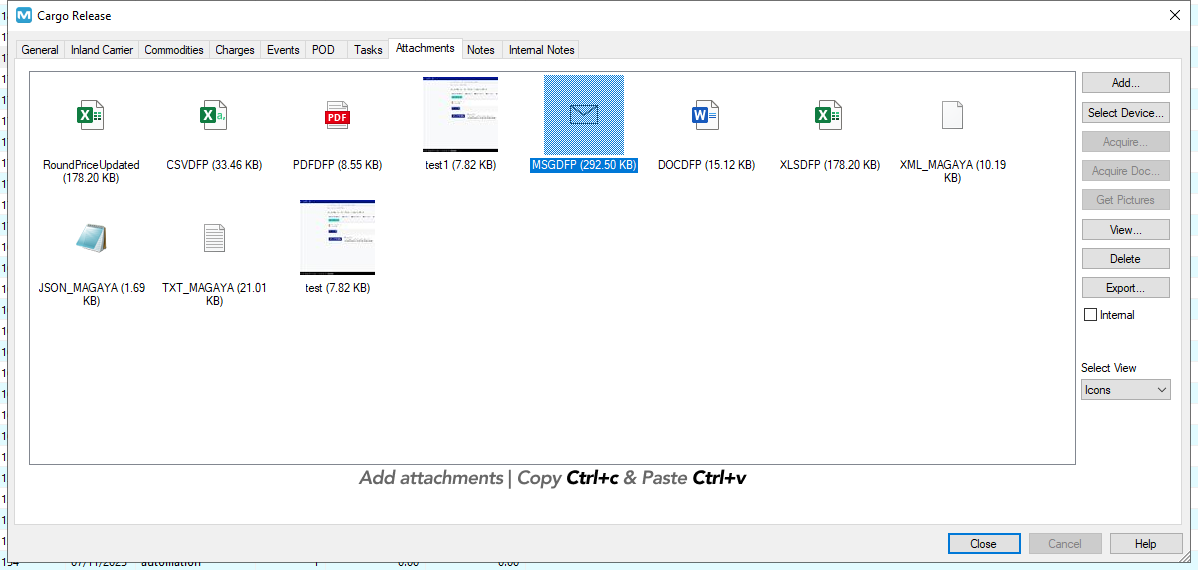 Cargo Release
General Inland Carrier Commodities Charges Events POD Tasks Attachments Notes Internal Notes
RoundPriceUpdated
(178.20 KB)
CSVDFP (33.46 KB)
PDFDFP (8.55 KB)
test1 (7.82 KB)
MSGDFP (292.50 KB)
DOCDFP (15.12 KB)
XLSDFP (178.20 KB)
XML_MAGAYA (10.19
KB)
JSON_MAGAYA (1.69
KB)
TXT_MAGAYA (21.01
KB)
test (7.82 KB)
Add...
Select Device...
Acquire...
Acquire Doc...
Get Pictures
View...
Delete
Export...
Internal
Select View
Icons
Add attachments | Copy Ctrl+c & Paste Ctrl+v
Close Cancel Help